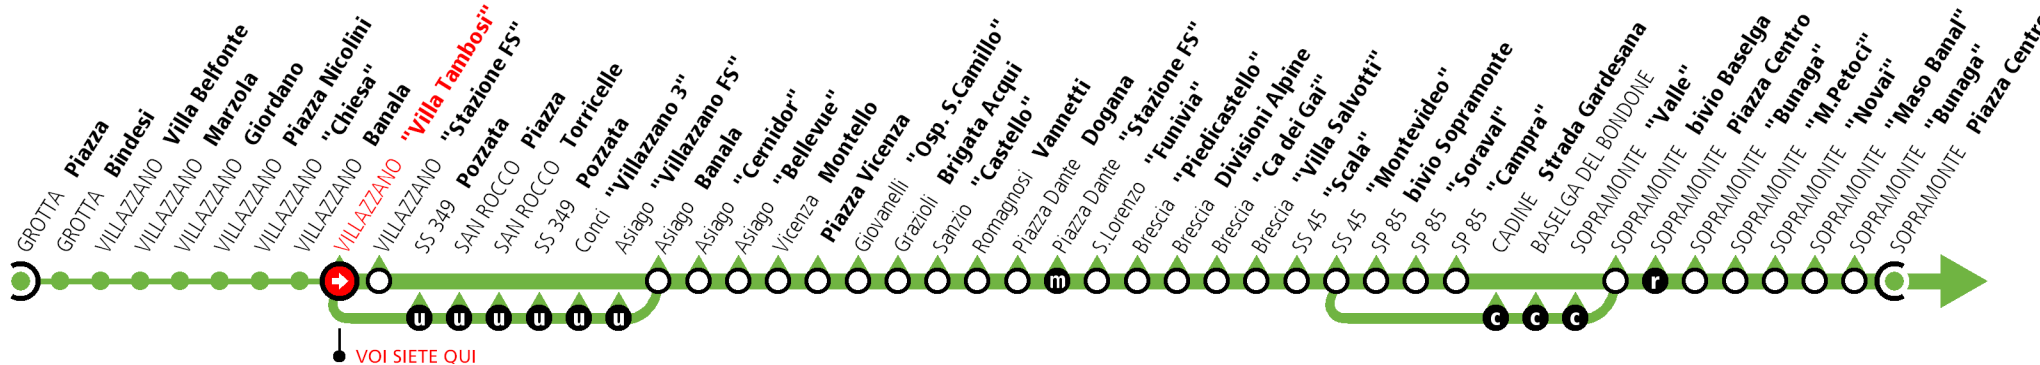 GROTTA Piazza
GROTTA Bindesi
VILLAZZANO Villa Belfonte
VILLAZZANO Marzola
VILLAZZANO Giordano
VILLAZZANO Piazza Nicolini
VILLAZZANO "Chiesa"
VILLAZZANO Banala
VILLAZZANO "Villa Tambosi"
VILLAZZANO "Stazione FS"
SS 349 Pozzata
SAN ROCCO Piazza
SAN ROCCO Torricelle
SS 349 Pozzata
Conci "Villazzano 3"
Asiago "Villazzano FS"
Asiago Banala
Asiago "Cernidor"
Asiago "Bellevue"
Vicenza Montello
Piazza Vicenza
Giovanelli "Osp. S.Camillo"
Grazioli Brigata Acqui
Sanzio "Castello"
Romagnosi Vannetti
Piazza Dante Dogana
Piazza Dante "Stazione FS"
S.Lorenzo "Funivia"
Brescia "Piedicastello"
Brescia Divisioni Alpine
Brescia "Ca dei Gai"
Brescia "Villa Salvotti"
SS 45 "Scala"
SS 45 "Montevideo"
SP 85 bivio Sopramonte
SP 85 "Soraval"
SP 85 "Campra"
CADINE Strada Gardesana
BASELGA DEL BONDONE
SOPRAMONTE "Valle"
SOPRAMONTE bivio Baselga
SOPRAMONTE Piazza Centro
SOPRAMONTE "Bunaga"
SOPRAMONTE "M.Petoci"
SOPRAMONTE "Novai"
SOPRAMONTE "Maso Banal"
SOPRAMONTE "Bunaga"
SOPRAMONTE Piazza Centro
m r
u u u u u u c c c
VOI SIETE QUI